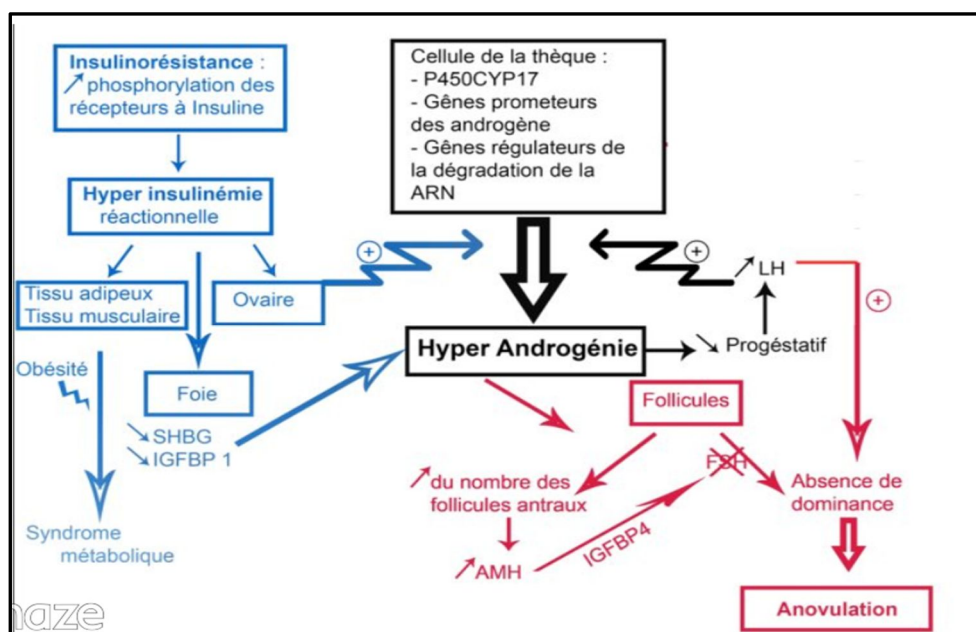 Insulinorésistance :
↗phosphorylation des
récepteurs à Insuline
Hyper insulinémie
réactionnelle
Tissu adipeux
Tissu musculaire
Ovaire
Obésité
Foie
↘SHBG
↘IGFBP 1
Syndrome
métabolique
Cellule de la thèque :
- P450CYP17
- Gênes prometeurs
des androgène
- Gênes régulateurs de
la dégradation de la
ARN
+
+
↗LH
+
Hyper Androgénie
↘ Progéstatif
Follicules
FSH
↗du nombre des
follicules antraux
Absence de
dominance
IGFBP4
↗AMH
Anovulation